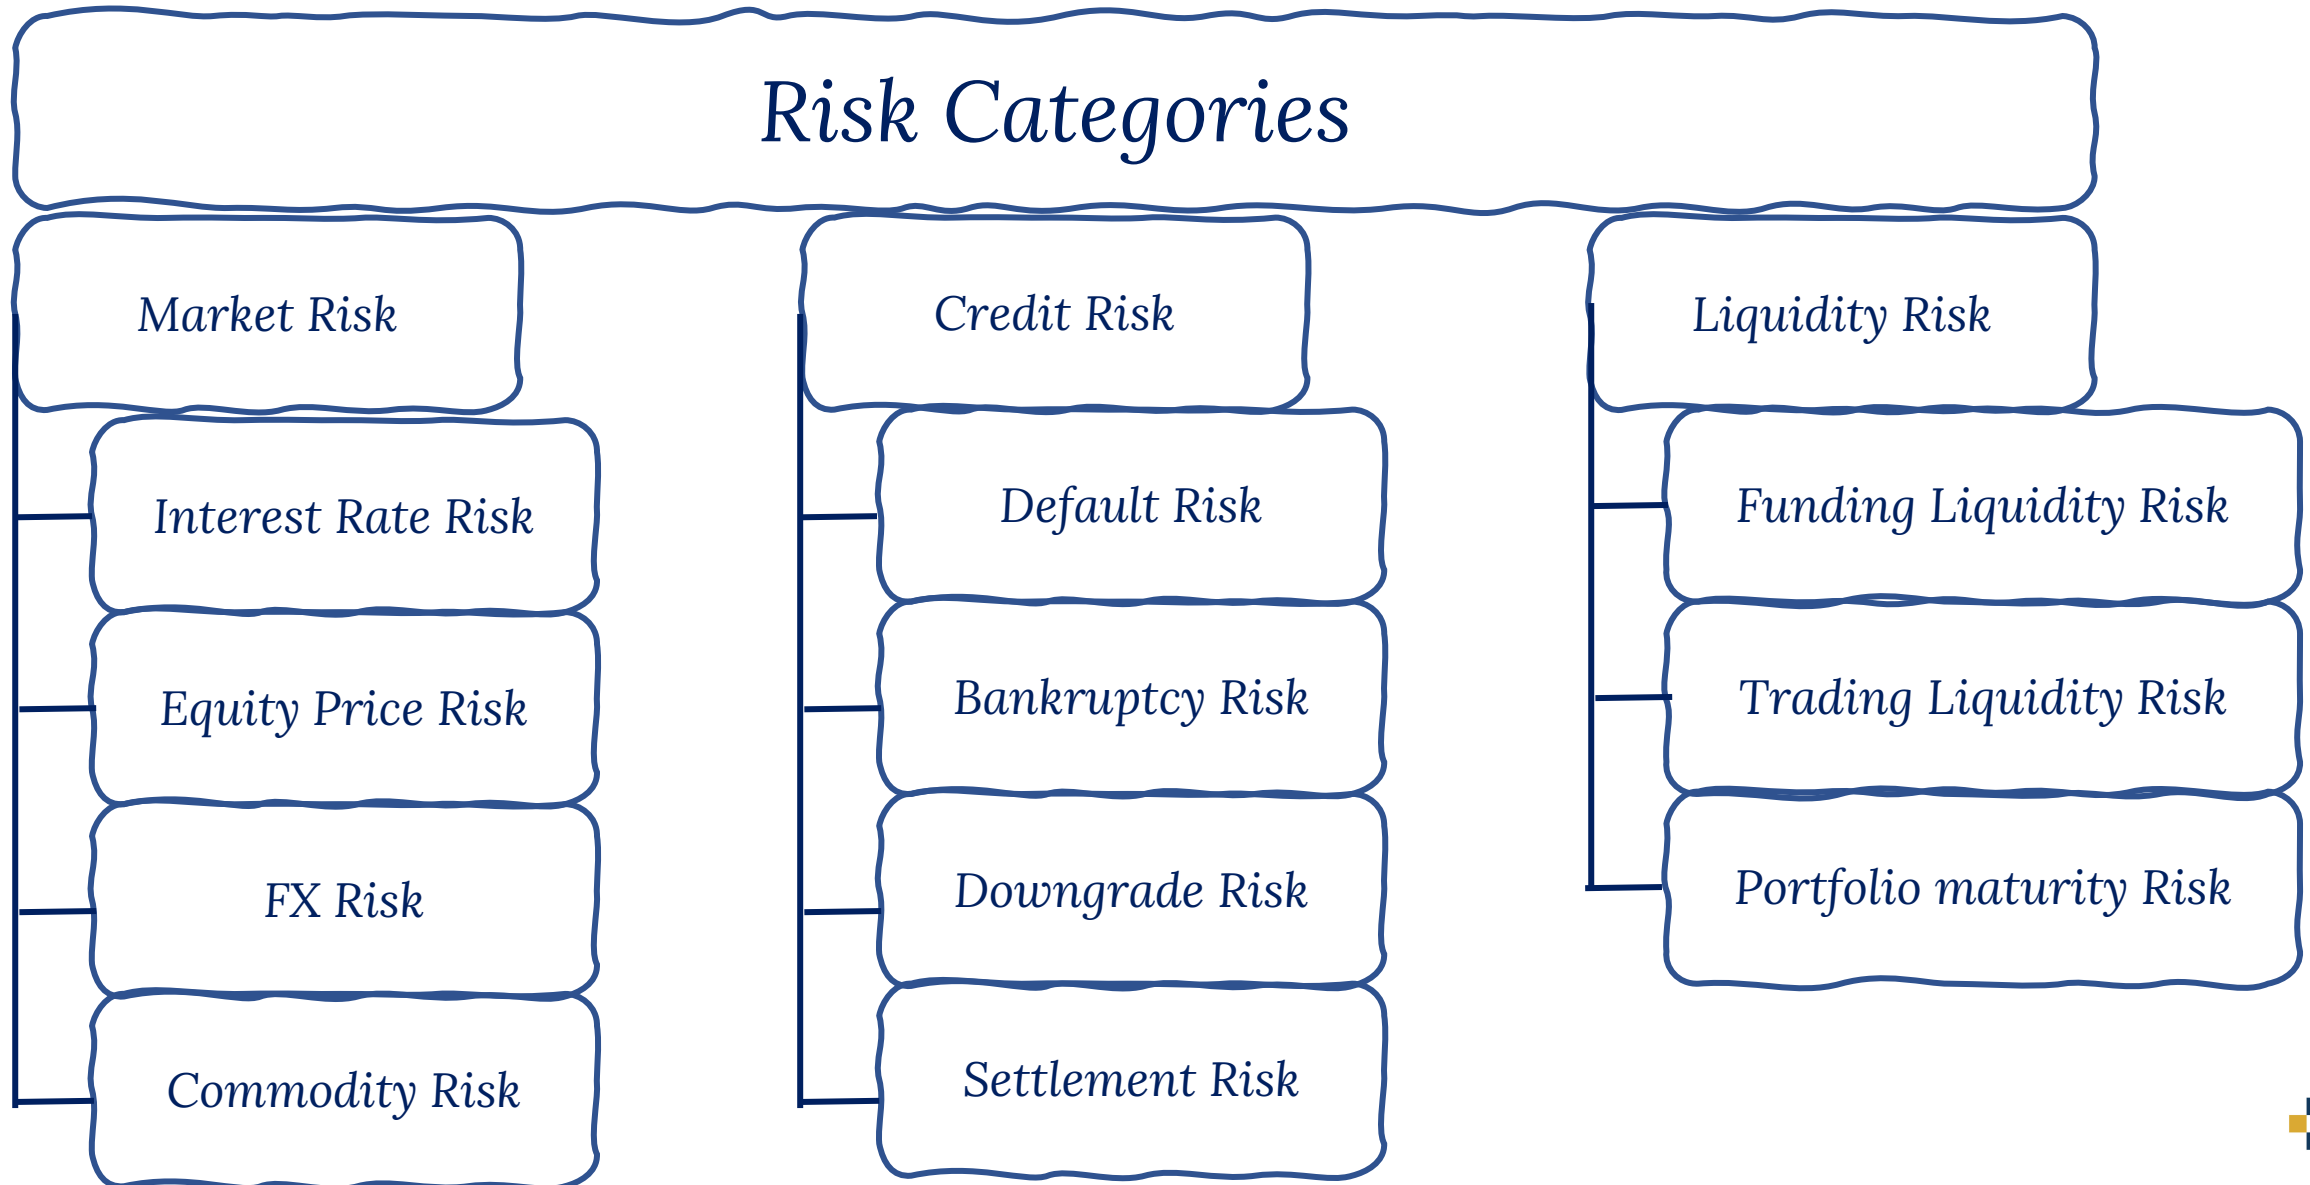 Risk Categories
Market Risk
Interest Rate Risk
Equity Price Risk
FX Risk
Commodity Risk
Credit Risk
Default Risk
Bankruptcy Risk
Downgrade Risk
Settlement Risk
Liquidity Risk
Funding Liquidity Risk
Trading Liquidity Risk
Portfolio maturity Risk